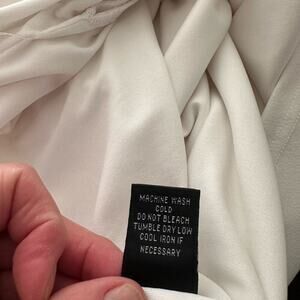 MACHINE WASH
COLD
DO NOT BLEACH
TUMBLE DRY LOW
COOL IRON IF
NECESSARY